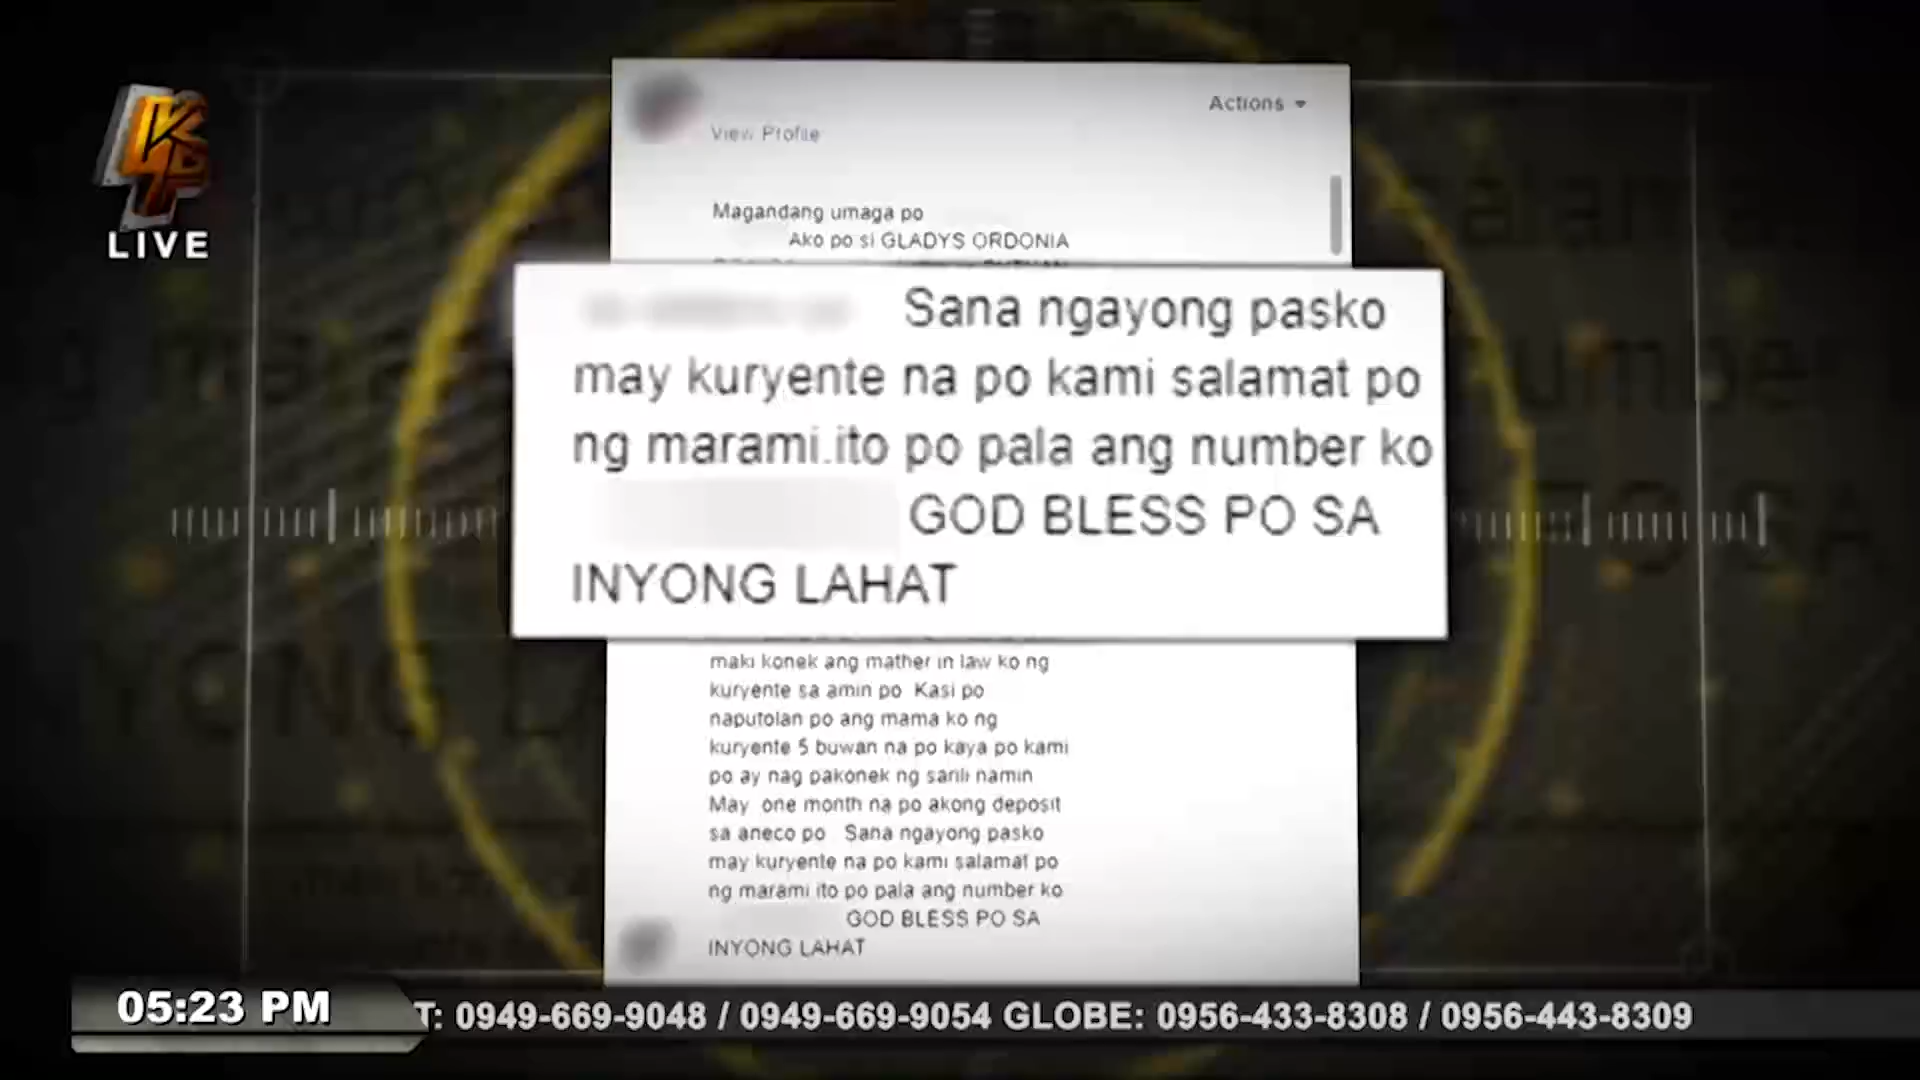 LIVE
Actions
View Profile
Magandang umaga po
Ako po si GLADYS ORDONIA
Sana ngayong pasko
may kuryente na po kami salamat po
ng marami.ito po pala ang number ko
GOD BLESS PO SA
INYONG LAHAT
maki konek ang mather in law ko ng
kuryente sa amin po Kasi po
naputolan po ang mama ko ng
kuryente 5 buwan na po kaya po kami
po ay nag pakonek ng sarili namin
May one month na po akong deposit
sa aneco po Sana ngayong pasko
may kuryente na po kami salamat po
ng marami ito po pala ang number ko
GOD BLESS PO SA
INYONG LAHAT
05:23 PM
T: 0949-669-9048 / 0949-669-9054 GLOBE: 0956-433-8308 / 0956-443-8309